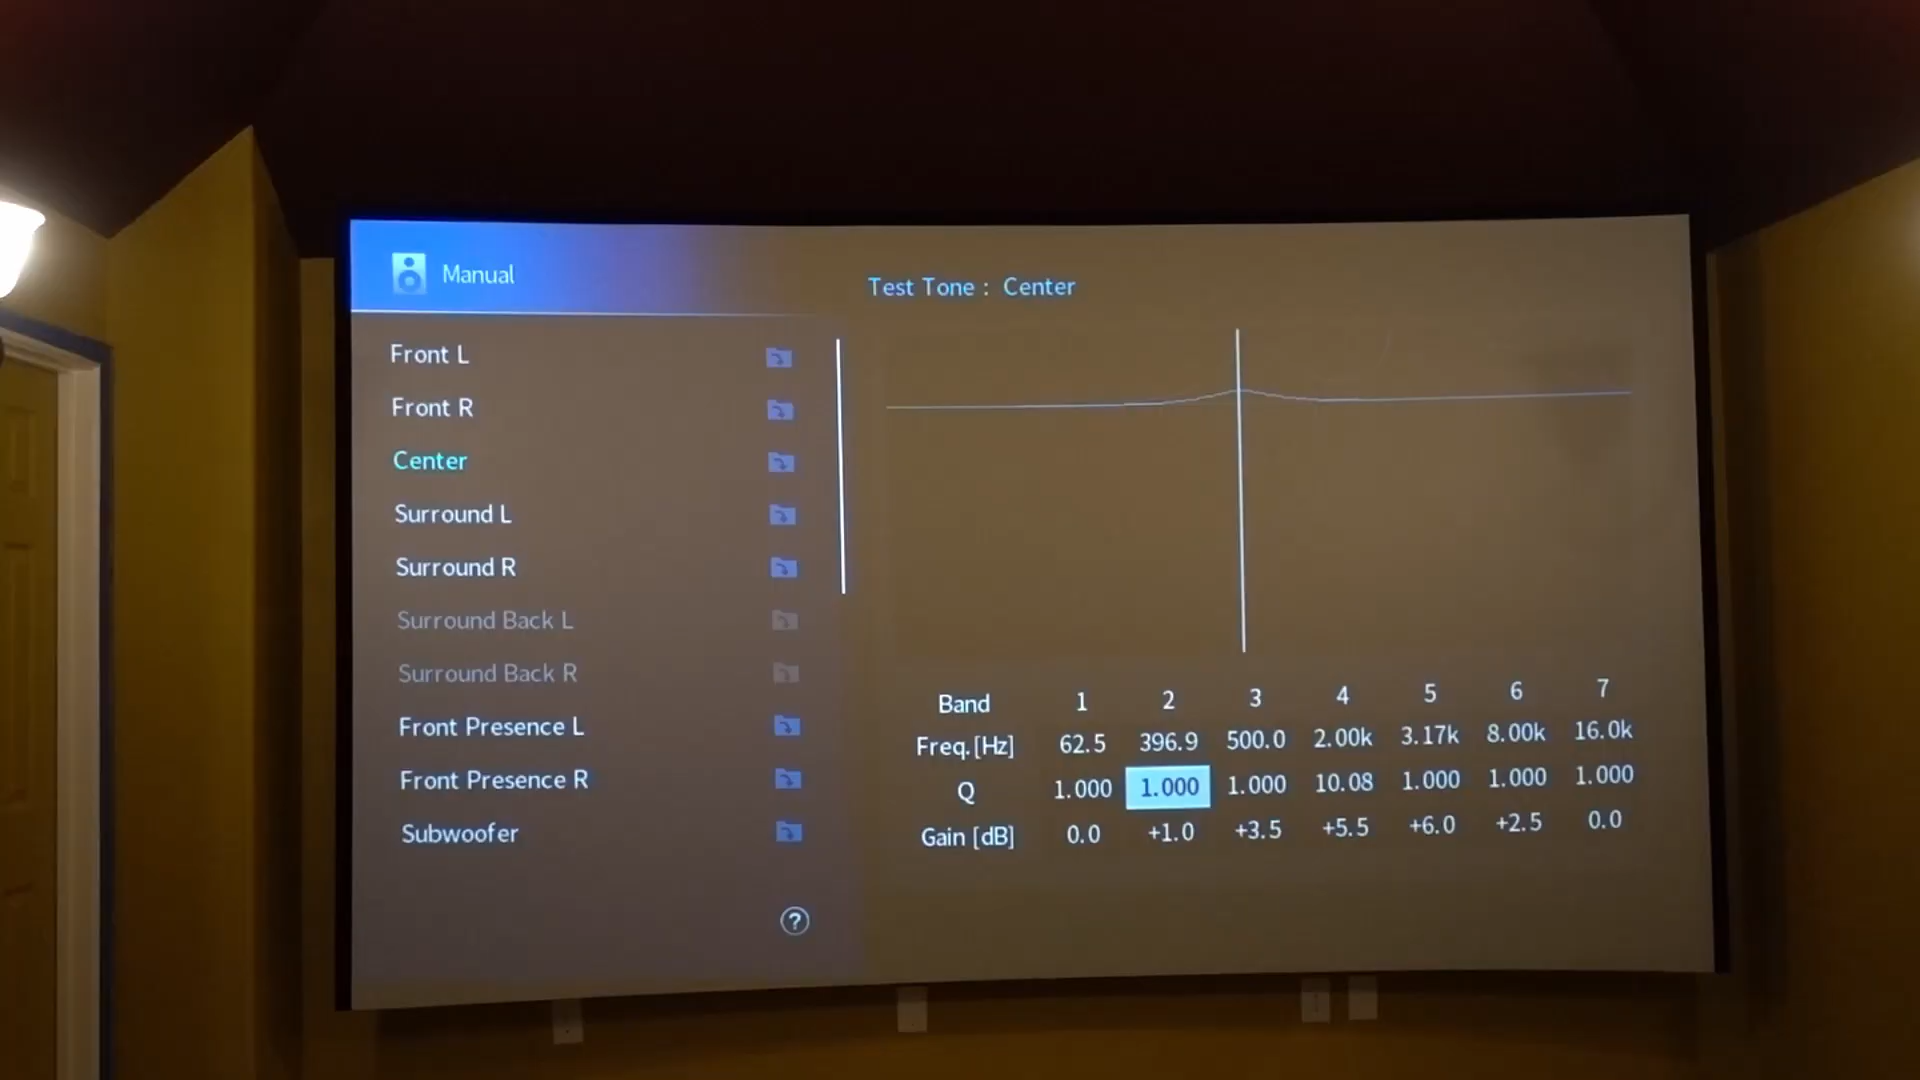 Manual
Test Tone : Center
Front L
Front R
Center
Surround L
Surround R
Surround Back L
Surround Back R
Front Presence L
Front Presence R
Subwoofer
?
Band 1 2 3 4 5 6 7
Freq.[Hz] 62.5 396.9 500.0 2.00k 3.17k 8.00k 16.0k
Q 1.000 1.000 1.000 10.08 1.000 1.000 1.000
Gain [dB] 0.0 +1.0 +3.5 +5.5 +6.0 +2.5 0.0